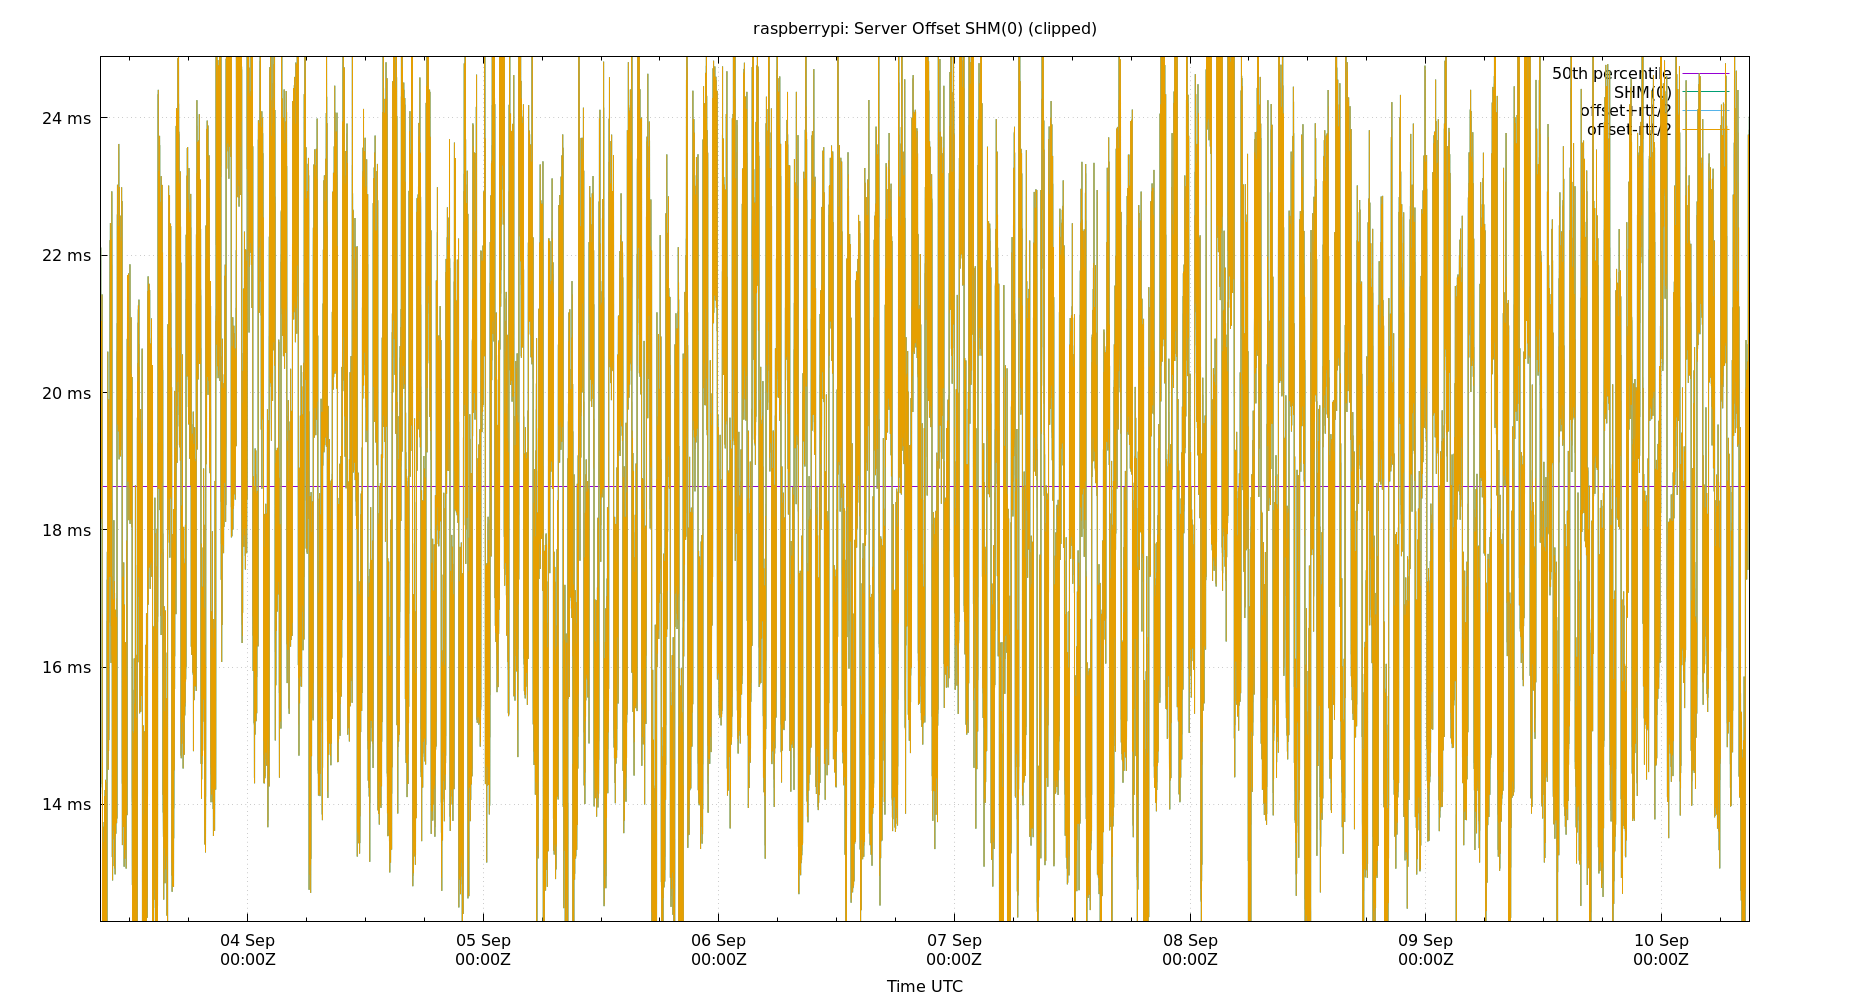 raspberrypi: Server Offset SHM(0) (clipped)
50th percentile
SHM(0)
offset+rtt/2
offset-rtt/2
24 ms
22 ms
20 ms
18 ms
16 ms
14 ms
04 Sep
00:00Z
05 Sep
00:00Z
06 Sep
00:00Z
07 Sep
00:00Z
08 Sep
00:00Z
09 Sep
00:00Z
10 Sep
00:00Z
Time UTC